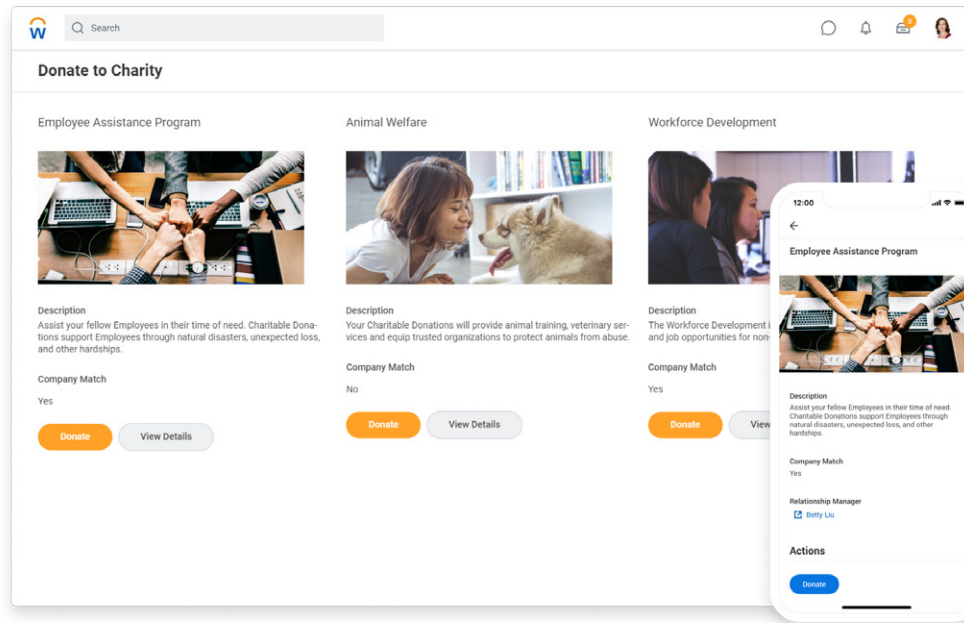 W
Search
Donate to Charity
Employee Assistance Program
Description
Assist your fellow Employees in their time of need. Charitable Dona-
tions support Employees through natural disasters, unexpected loss,
and other hardships.
Company Match
Yes
Donate
View Details
Animal Welfare
Description
Your Charitable Donations will provide animal training, veterinary ser-
vices and equip trusted organizations to protect animals from abuse.
Company Match
No
Donate
View Details
Workforce Development
Description
The Workforce Development
and job opportunities for non-
Company Match
Yes
Donate
View
12:00
Employee Assistance Program
Description
Assist your fellow Employees in their time of need.
Charitable Donations support Employees through
natural disasters, unexpected loss, and other
hardships.
Company Match
Yes
Relationship Manager
Betty Liu
Actions
Donate